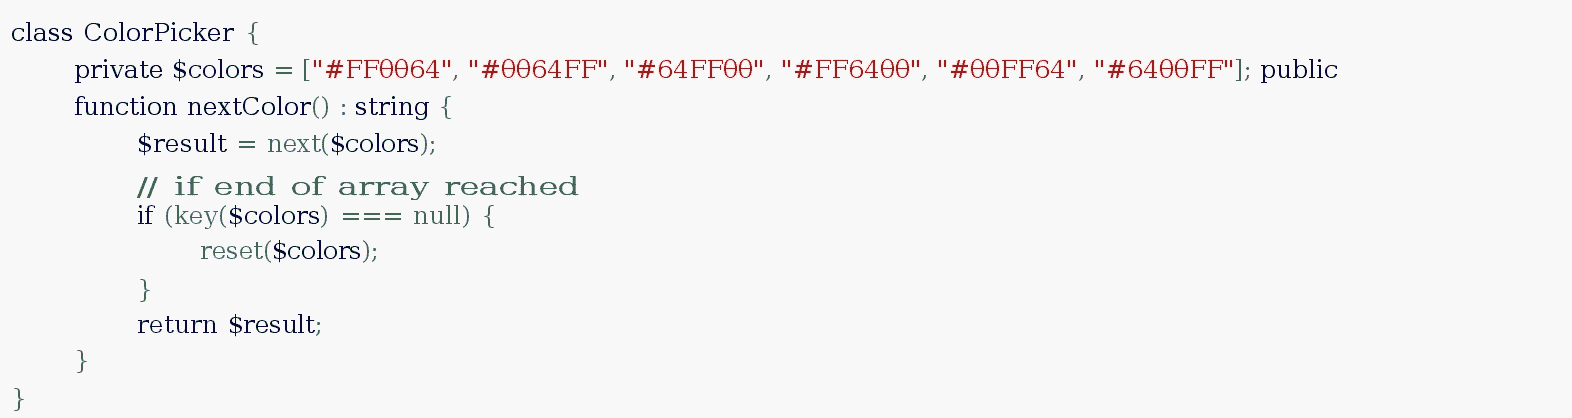 class ColorPicker {
private $colors = ["#FF0064", "#0064FF", "#64FF00", "#FF6400", "#00FF64", "#6400FF"]; public
function nextColor() : string {
$result = next($colors);
// if end of array reached
if (key($colors) === null) {
reset($colors);
}
return $result;
}
}